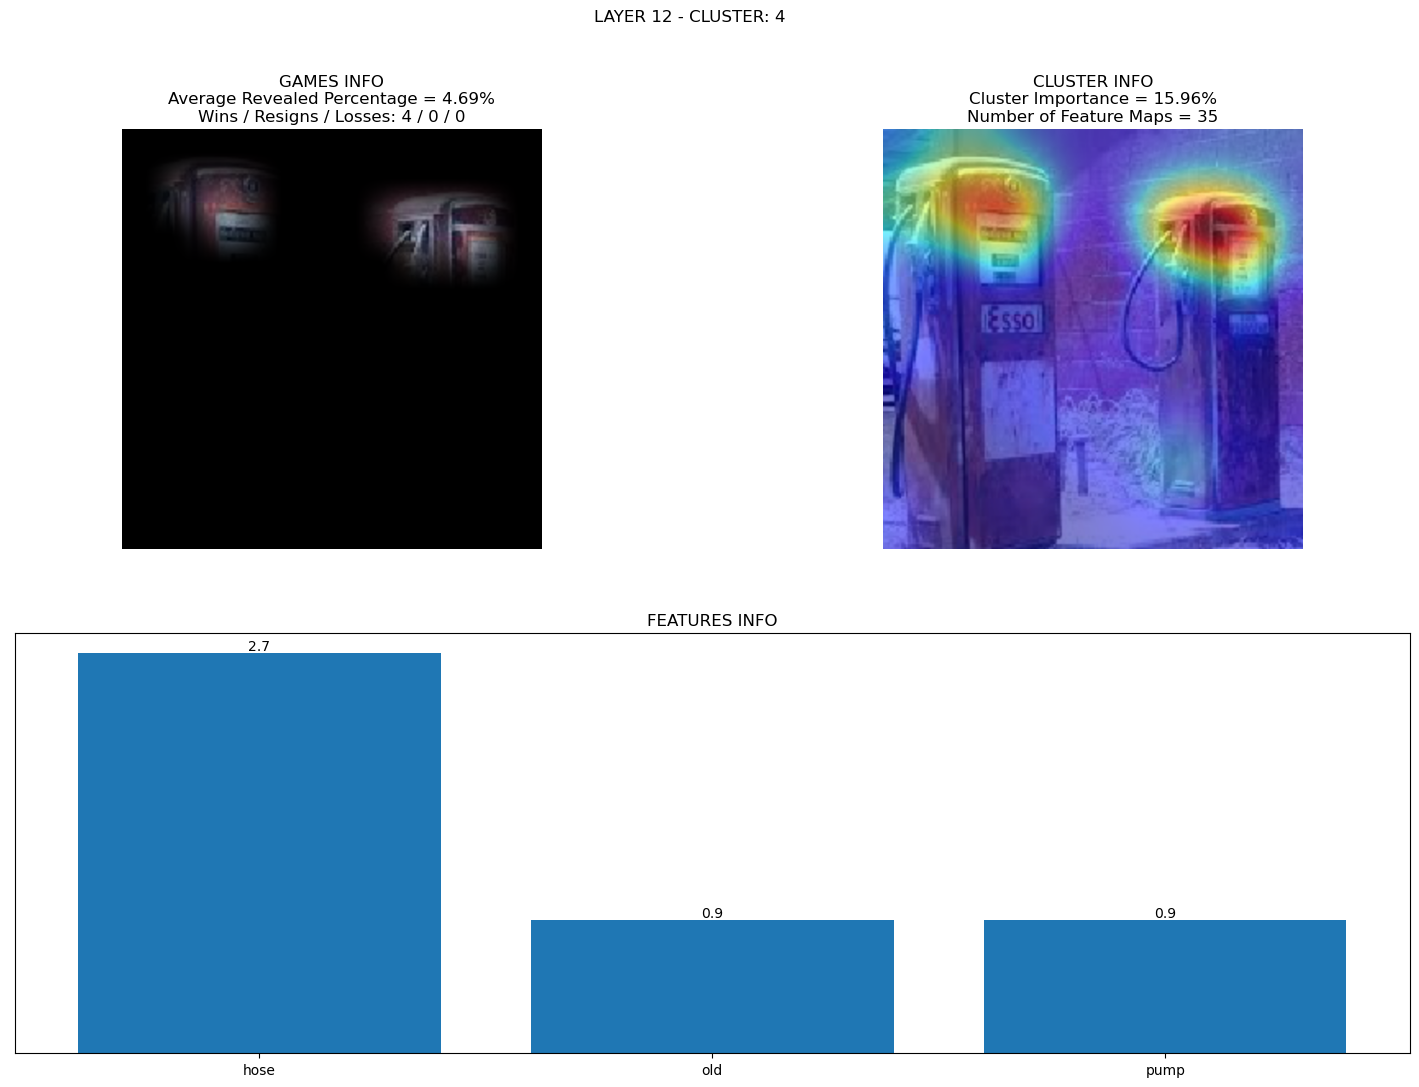 LAYER 12 - CLUSTER: 4
GAMES INFO
Average Revealed Percentage = 4.69%
Wins / Resigns / Losses: 4 / 0 / 0
CLUSTER INFO
Cluster Importance = 15.96%
Number of Feature Maps = 35
Esso
FEATURES INFO
2.7
0.9
0.9
hose
old
pump